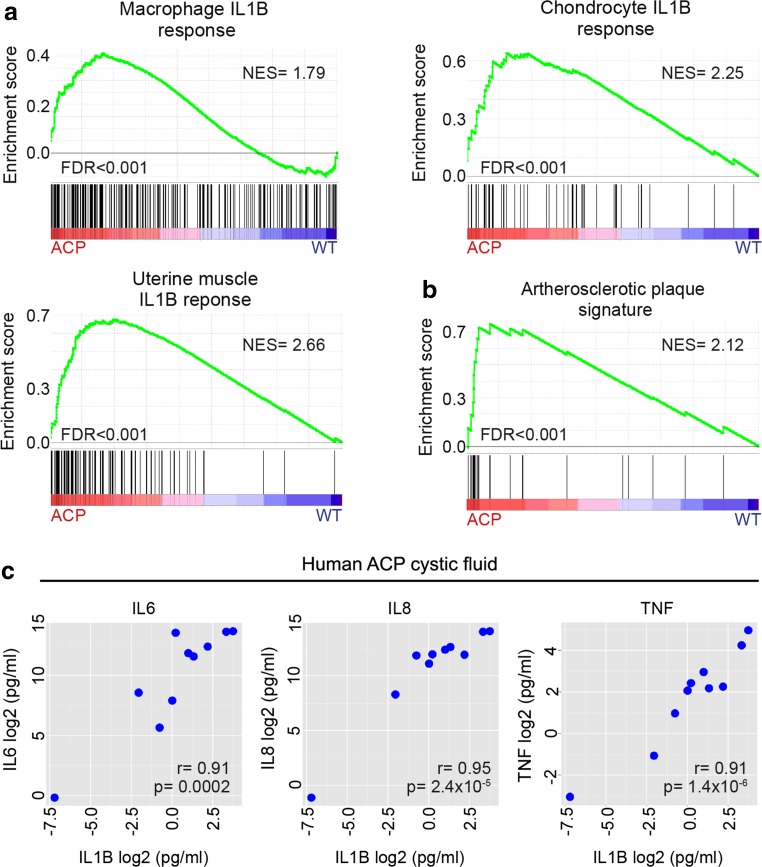 a
Macrophage IL1B
response
Enrichment score
0.4
0.2
0.0
NES= 1.79
FDR<0.001
ACP
WT
Chondrocyte IL1B
response
Enrichment score
0.6
0.3
0.0
NES= 2.25
FDR<0.001
ACP
WT
Uterine muscle
IL1B reponse
Enrichment score
0.7
0.3
0.0
NES= 2.66
FDR<0.001
ACP
WT
b
Artherosclerotic plaque
signature
Enrichment score
0.7
0.3
0.0
NES= 2.12
FDR<0.001
ACP
WT
c
Human ACP cystic fluid
IL6
IL6 log2 (pg/ml)
15
10
5
0
r= 0.91
p= 0.0002
-7.5 -5.0 -2.5 0.0 2.5
IL1B log2 (pg/ml)
IL8
IL8 log2 (pg/ml)
15
10
5
0
r= 0.95
p= 2.4x10⁻⁵
-7.5 -5.0 -2.5 0.0 2.5
IL1B log2 (pg/ml)
TNF
TNF log2 (pg/ml)
4
2
0
-2
r= 0.91
p= 1.4x10⁻⁶
-7.5 -5.0 -2.5 0.0 2.5
IL1B log2 (pg/ml)